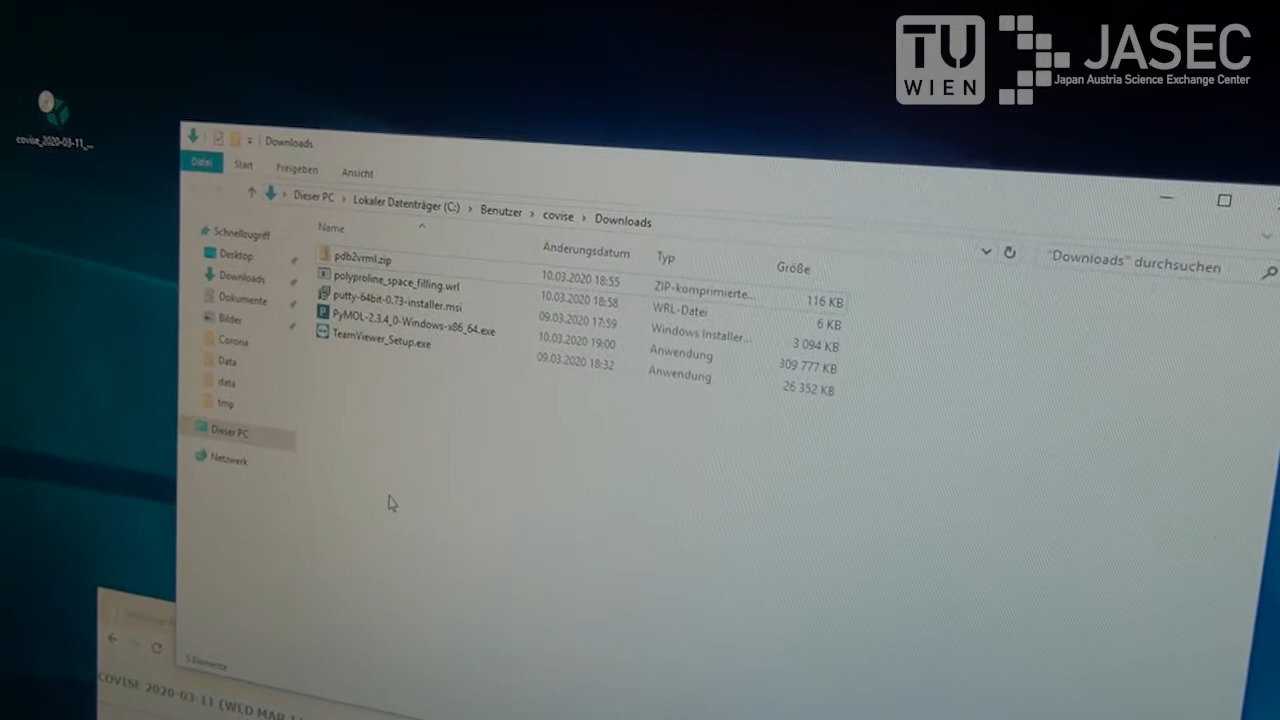 TU
WIEN
JASEC
Japan Austria Science Exchange Center
covise_2020-03-11_...
Downloads
Datei Start Freigeben Ansicht
Dieser PC › Lokaler Datenträger (C:) › Benutzer › covise › Downloads
"Downloads" durchsuchen
Name Änderungsdatum Typ Größe
pdb2vrml.zip 10.03.2020 18:55 ZIP-komprimierte... 116 KB
polyproline_space_filling.wrl 10.03.2020 18:58 WRL-Datei 6 KB
putty-64bit-0.73-installer.msi 09.03.2020 17:59 Windows Installer... 3 094 KB
PyMOL-2.3.4_0-Windows-x86_64.exe 10.03.2020 19:00 Anwendung 309 777 KB
TeamViewer_Setup.exe 09.03.2020 18:32 Anwendung 26 352 KB
Schnellzugriff
Desktop
Downloads
Dokumente
Bilder
Corona
Data
data
tmp
Dieser PC
Netzwerk
5 Elemente
COVISE 2020-03-11 (WED MAR